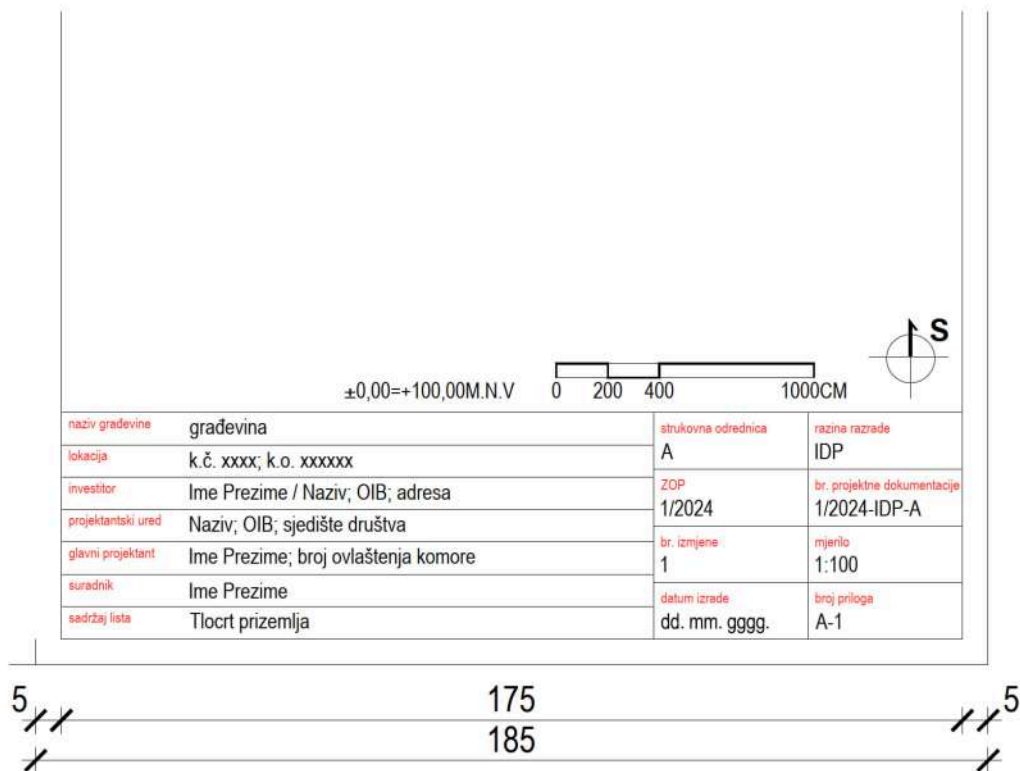 S
±0,00=+100,00M.N.V
0 200 400 1000CM
naziv građevine građevina
lokacija k.č. xxxx; k.o. xxxxxx
investitor Ime Prezime / Naziv; OIB; adresa
projektantski ured Naziv; OIB; sjedište društva
glavni projektant Ime Prezime; broj ovlaštenja komore
suradnik Ime Prezime
sadržaj lista Tlocrt prizemlja
strukovna odrednica razina razrade
A IDP
ZOP br. projektne dokumentacije
1/2024 1/2024-IDP-A
br. izmjene mjerilo
1 1:100
datum izrade broj priloga
dd. mm. gggg. A-1
5 175 5
185